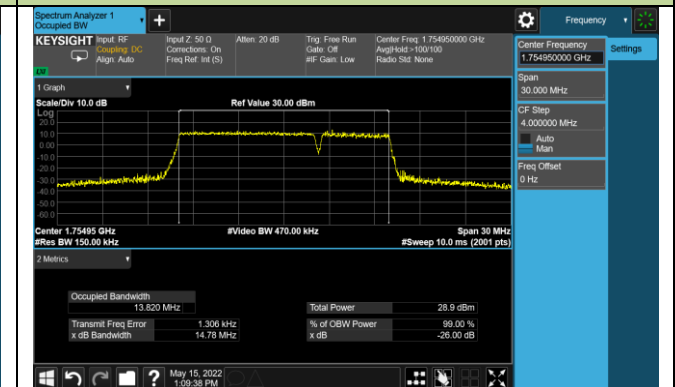 Spectrum Analyzer 1
Occupied BW
Frequency
KEYSIGHT
Input: RF
Coupling: DC
Align: Auto
Input Z: 50 Ω
Corrections: On
Freq Ref: Int (S)
Atten: 20 dB
Trig: Free Run
Gate: Off
#IF Gain: Low
Center Freq: 1.754950000 GHz
Avg|Hold:>100/100
Radio Std: None
Center Frequency
1.754950000 GHz
Settings
Span
30.000 MHz
CF Step
4.000000 MHz
Auto
Man
Freq Offset
0 Hz
1 Graph
Scale/Div 10.0 dB
Ref Value 30.00 dBm
Log
20.0
10.0
0.00
-10.0
-20.0
-30.0
-40.0
-50.0
-60.0
Center 1.75495 GHz
#Video BW 470.00 kHz
Span 30 MHz
#Res BW 150.00 kHz
#Sweep 10.0 ms (2001 pts)
2 Metrics
Occupied Bandwidth
13.820 MHz
Total Power
28.9 dBm
Transmit Freq Error
1.306 kHz
% of OBW Power
99.00 %
x dB Bandwidth
14.78 MHz
x dB
-26.00 dB
May 15, 2022
1:09:38 PM